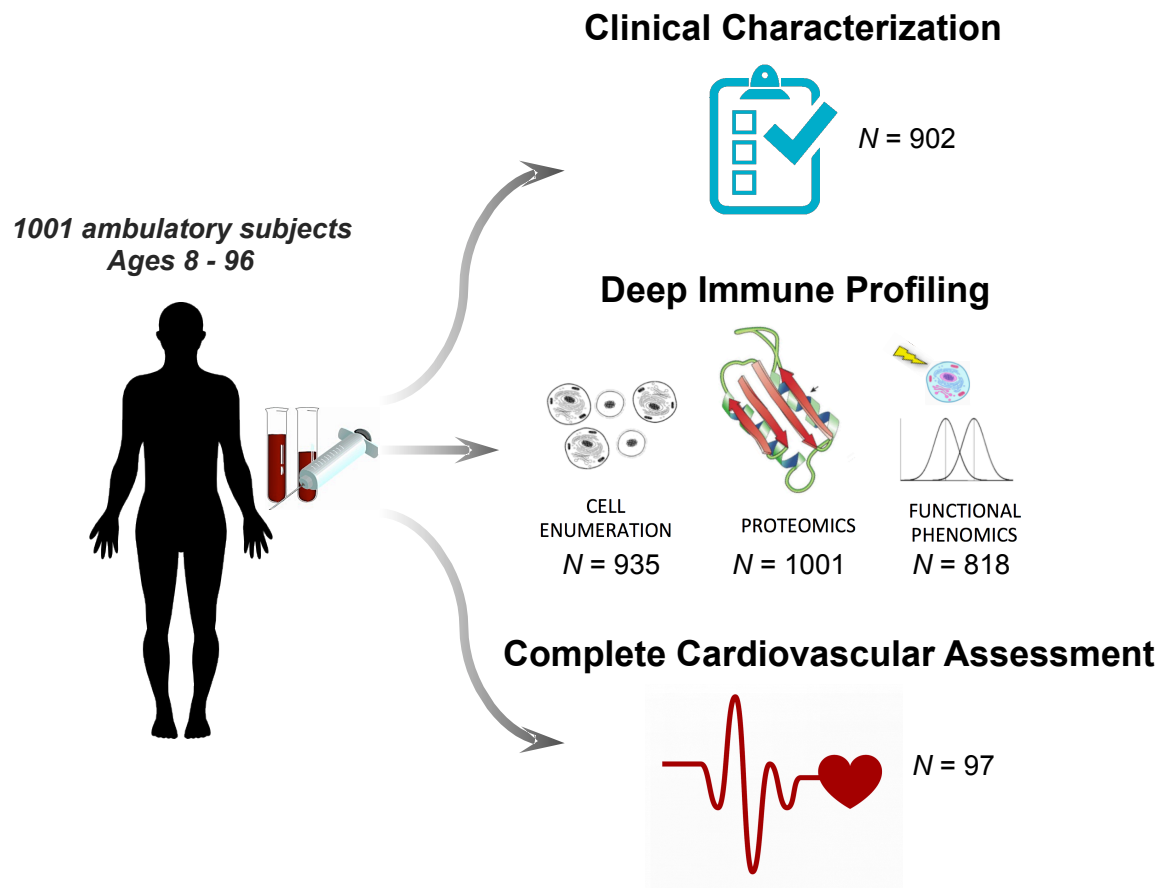 Clinical Characterization
N = 902
1001 ambulatory subjects
Ages 8 - 96
Deep Immune Profiling
CELL
ENUMERATION
N = 935
PROTEOMICS
N = 1001
FUNCTIONAL
PHENOMICS
N = 818
Complete Cardiovascular Assessment
N = 97